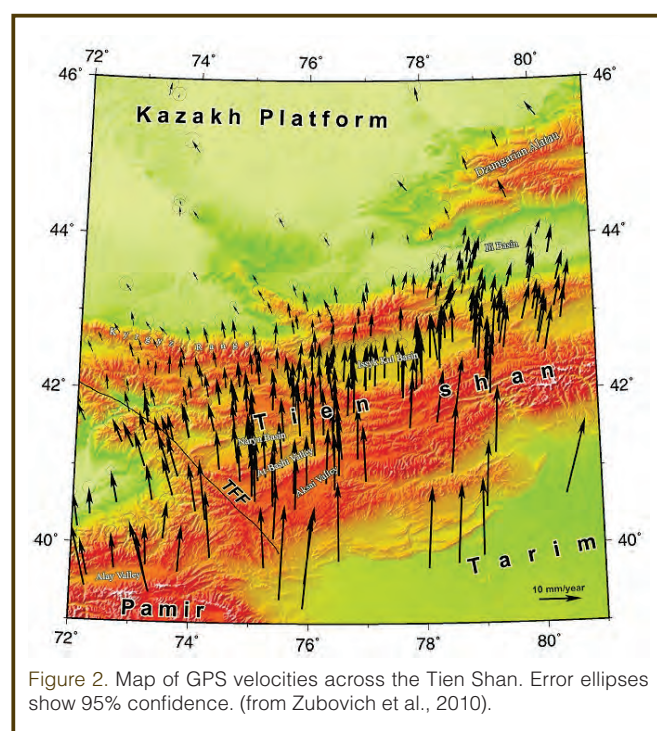 72° 74° 76° 78° 80°
46° 46°
Kazakh Platform
Dzungarian Alatau
44° 44°
Ili Basin
Kyrgyz Range
Issyk-Kul Basin
42° 42°
Tien shan
Naryn Basin
At-Bashi Valley
Aksai Valley
TFF
40° 40°
Tarim
Alay Valley
10 mm/year
Pamir
72° 74° 76° 78° 80°
Figure 2. Map of GPS velocities across the Tien Shan. Error ellipses
show 95% confidence. (from Zubovich et al., 2010).